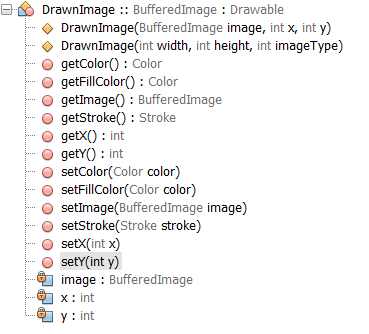 DrawnImage :: BufferedImage : Drawable
DrawnImage(BufferedImage image, int x, int y)
DrawnImage(int width, int height, int imageType)
getColor() : Color
getFillColor() : Color
getImage() : BufferedImage
getStroke() : Stroke
getX() : int
getY() : int
setColor(Color color)
setFillColor(Color color)
setImage(BufferedImage image)
setStroke(Stroke stroke)
setX(int x)
setY(int y)
image : BufferedImage
x : int
y : int